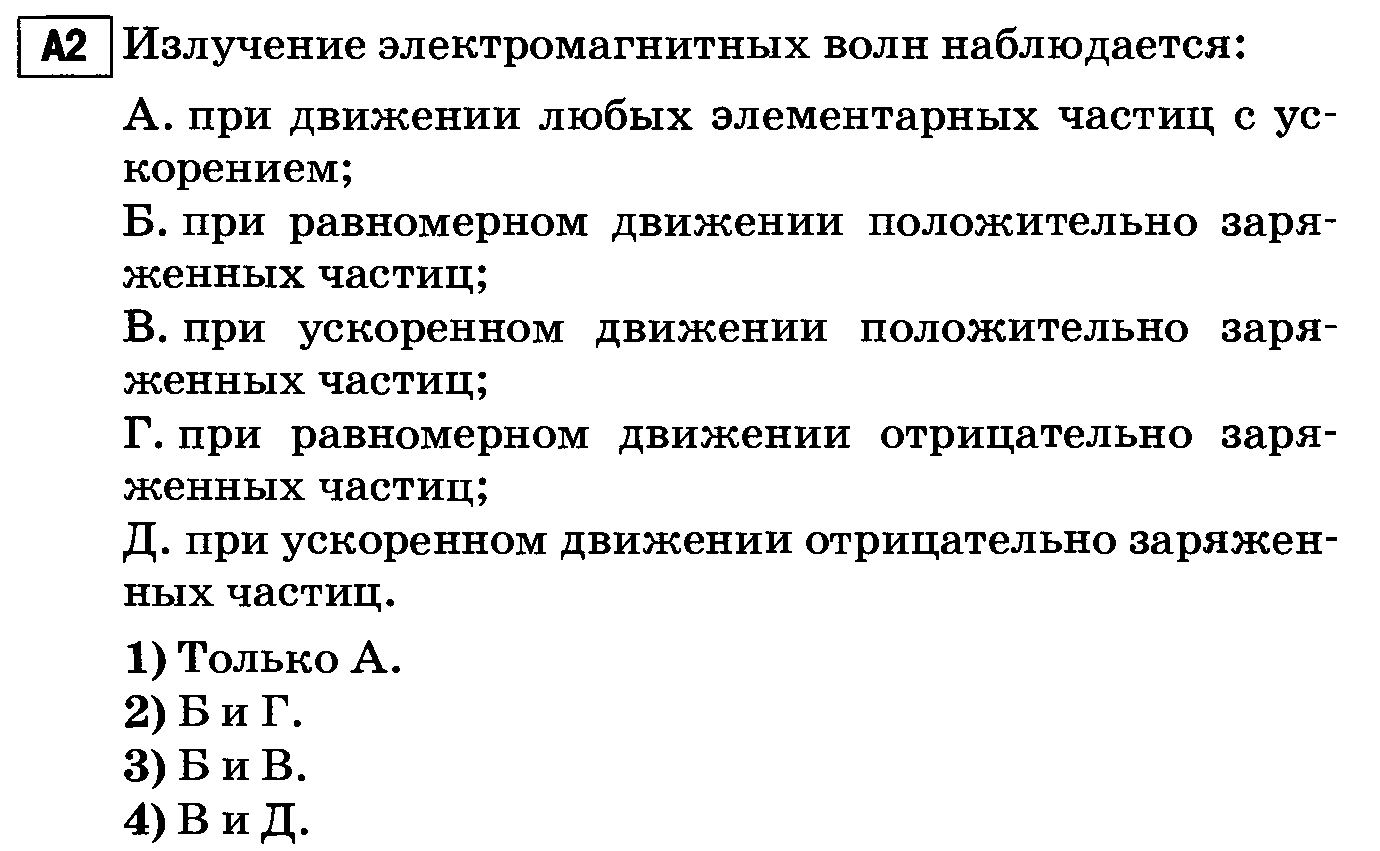 А2 Излучение электромагнитных волн наблюдается:
А. при движении любых элементарных частиц с ус-
корением;
Б. при равномерном движении положительно заря-
женных частиц;
В. при ускоренном движении положительно заря-
женных частиц;
Г. при равномерном движении отрицательно заря-
женных частиц;
Д. при ускоренном движении отрицательно заряжен-
ных частиц.
1) Только А.
2) Б и Г.
3) Б и В.
4) В и Д.